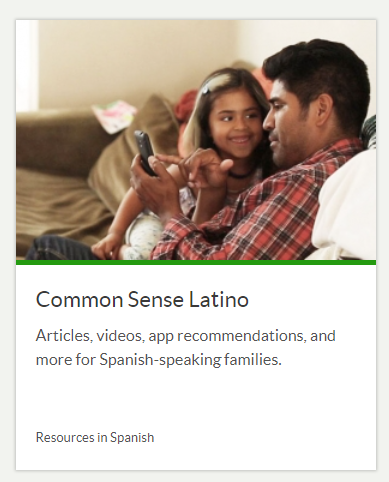 Common Sense Latino
Articles, videos, app recommendations, and
more for Spanish-speaking families.
Resources in Spanish